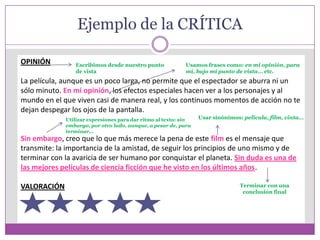 Ejemplo de la CRÍTICA
OPINIÓN
Escribimos desde nuestro punto
de vista
Usamos frases como: en mi opinión, para
mí, bajo mi punto de vista… etc.
La película, aunque es un poco larga, no permite que el espectador se aburra ni un
sólo minuto. En mi opinión, los efectos especiales hacen ver a los personajes y al
mundo en el que viven casi de manera real, y los continuos momentos de acción no te
dejan despegar los ojos de la pantalla.
Utilizar expresiones para dar ritmo al texto: sin
embargo, por otro lado, aunque, a pesar de, para
terminar…
Usar sinónimos: película, film, cinta…
Sin embargo, creo que lo que más merece la pena de este film es el mensaje que
transmite: la importancia de la amistad, de seguir los principios de uno mismo y de
terminar con la avaricia de ser humano por conquistar el planeta. Sin duda es una de
las mejores películas de ciencia ficción que he visto en los últimos años.
VALORACIÓN
Terminar con una
conclusión final